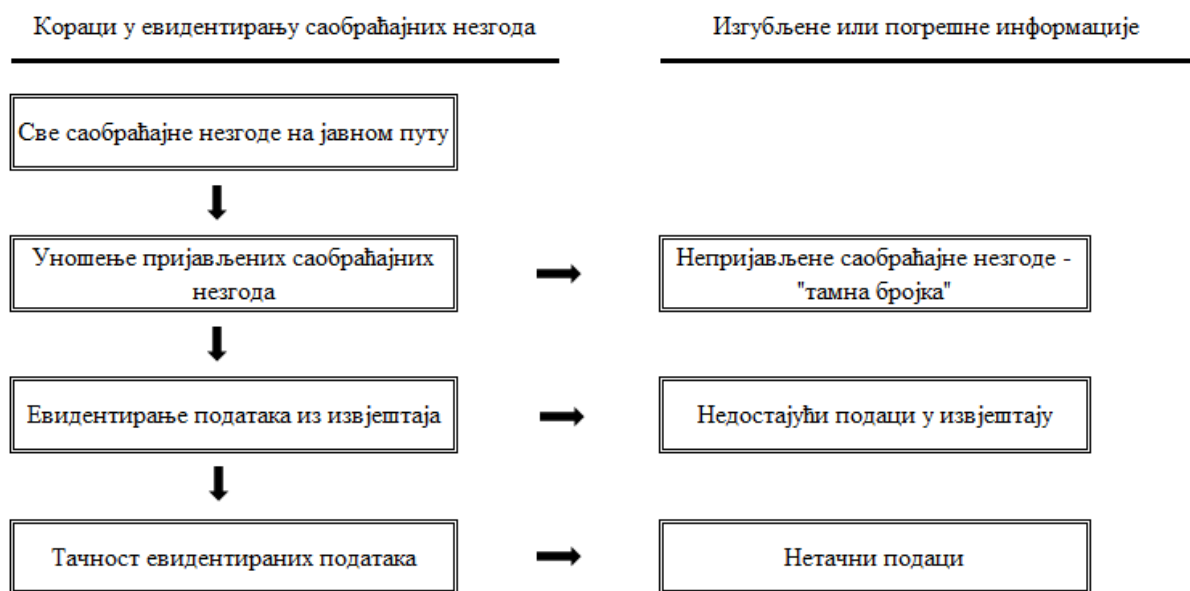 Кораци у евидентирању саобраћајних незгода
Изгубљене или погрешне информације
Све саобраћајне незгоде на јавном путу
Уношење пријављених саобраћајних
незгода
Непријављене саобраћајне незгоде -
"тамна бројка"
Евидентирање података из извјештаја
Недостајући подаци у извјештају
Тачност евидентираних података
Нетачни подаци